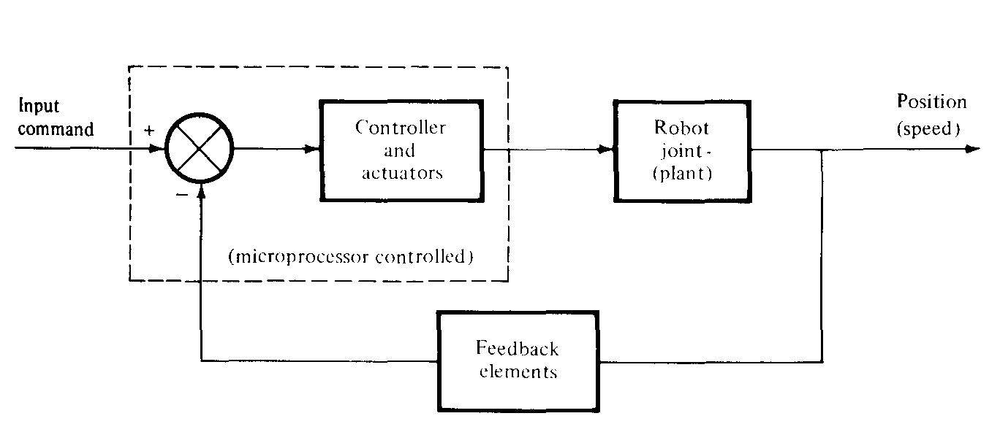 Input
command
+
−
Controller
and
actuators
(microprocessor controlled)
Robot
joint-
(plant)
Position
(speed)
Feedback
elements